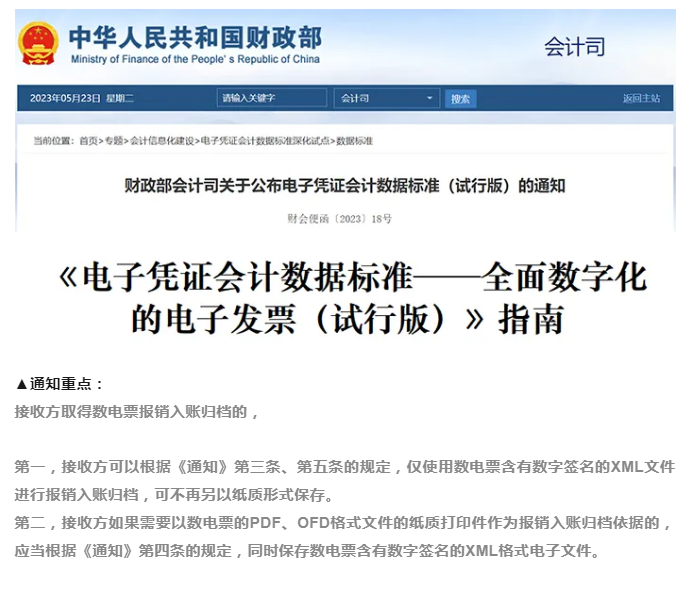 中华人民共和国财政部
Ministry of Finance of the People's Republic of China
会计司
2023年05月23日 星期二
请输入关键字
会计司
搜索
返回主站
当前位置：首页>专题>会计信息化建设>电子凭证会计数据标准深化试点>数据标准
财政部会计司关于公布电子凭证会计数据标准（试行版）的通知
财会便函〔2023〕18号
《电子凭证会计数据标准——全面数字化
的电子发票（试行版）》指南
▲通知重点：
接收方取得数电票报销入账归档的，
第一，接收方可以根据《通知》第三条、第五条的规定，仅使用数电票含有数字签名的XML文件
进行报销入账归档，可不再另以纸质形式保存。
第二，接收方如果需要以数电票的PDF、OFD格式文件的纸质打印件作为报销入账归档依据的，
应当根据《通知》第四条的规定，同时保存数电票含有数字签名的XML格式电子文件。